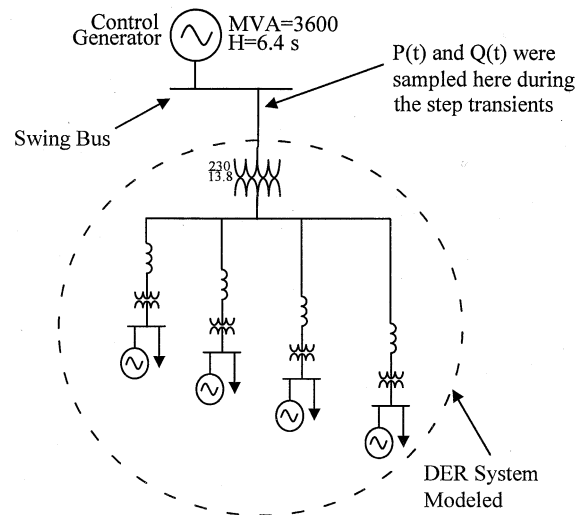 Control
Generator
MVA=3600
H=6.4 s
P(t) and Q(t) were
sampled here during
the step transients
Swing Bus
230
13.8
DER System
Modeled